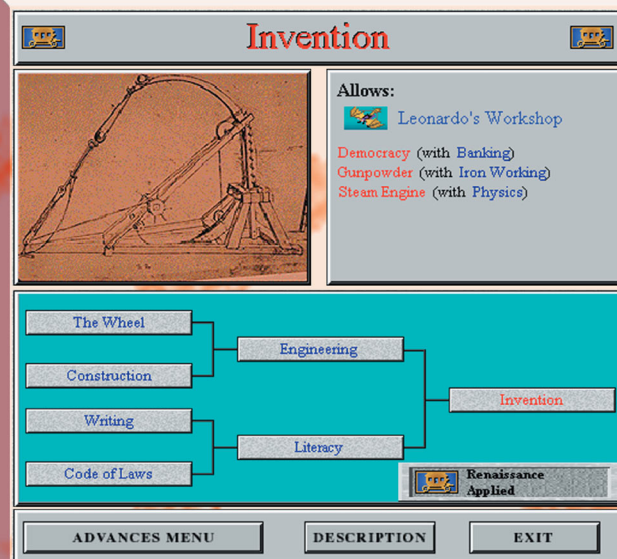 Invention
Allows:
Leonardo's Workshop
Democracy (with Banking)
Gunpowder (with Iron Working)
Steam Engine (with Physics)
The Wheel
Construction
Writing
Code of Laws
Engineering
Literacy
Invention
Renaissance
Applied
ADVANCES MENU
DESCRIPTION
EXIT